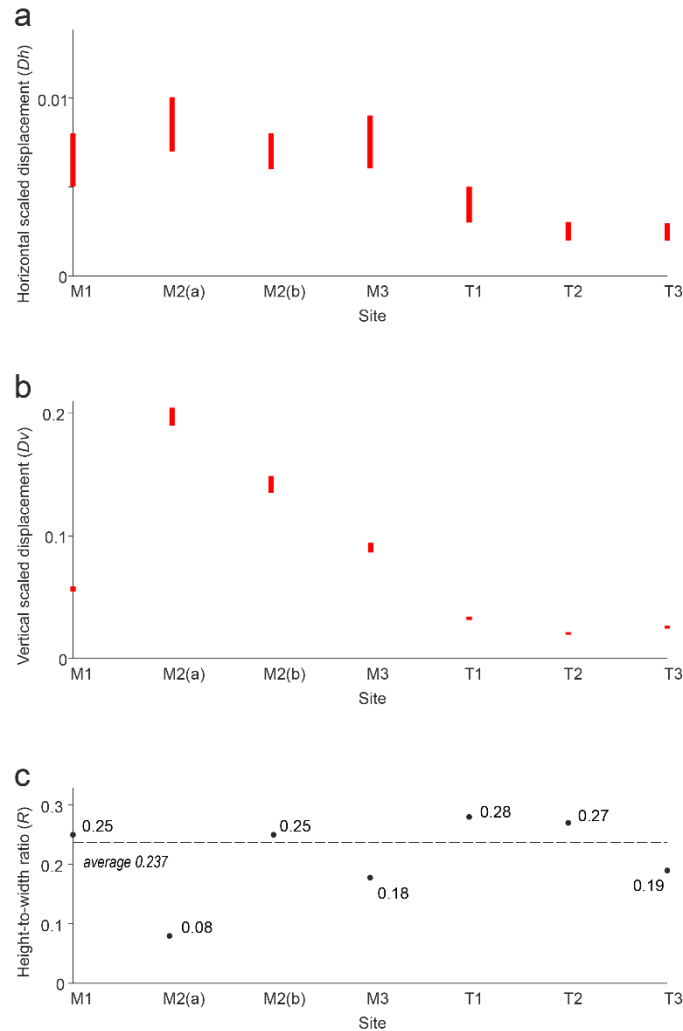 a
Horizontal scaled displacement (Dh)
0.01
0
M1 M2(a) M2(b) M3 T1 T2 T3
Site
b
Vertical scaled displacement (Dv)
0.2
0.1
0
M1 M2(a) M2(b) M3 T1 T2 T3
Site
c
Height-to-width ratio (R)
0.3
0.2
0.1
0
0.25
0.08
0.25
0.18
0.28
0.27
0.19
average 0.237
M1 M2(a) M2(b) M3 T1 T2 T3
Site